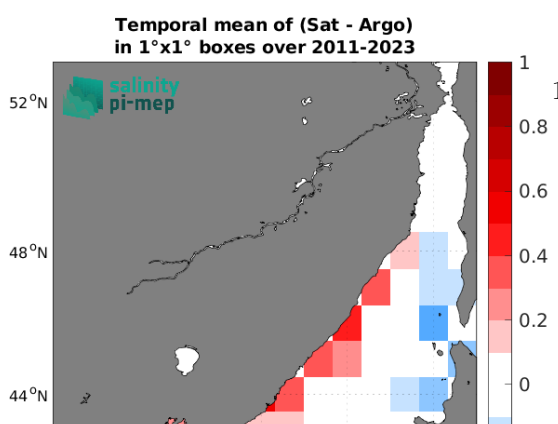 Temporal mean of (Sat - Argo)
in 1°x1° boxes over 2011-2023
salinity
pi-mep
52°N
48°N
44°N
1
0.8
0.6
0.4
0.2
0